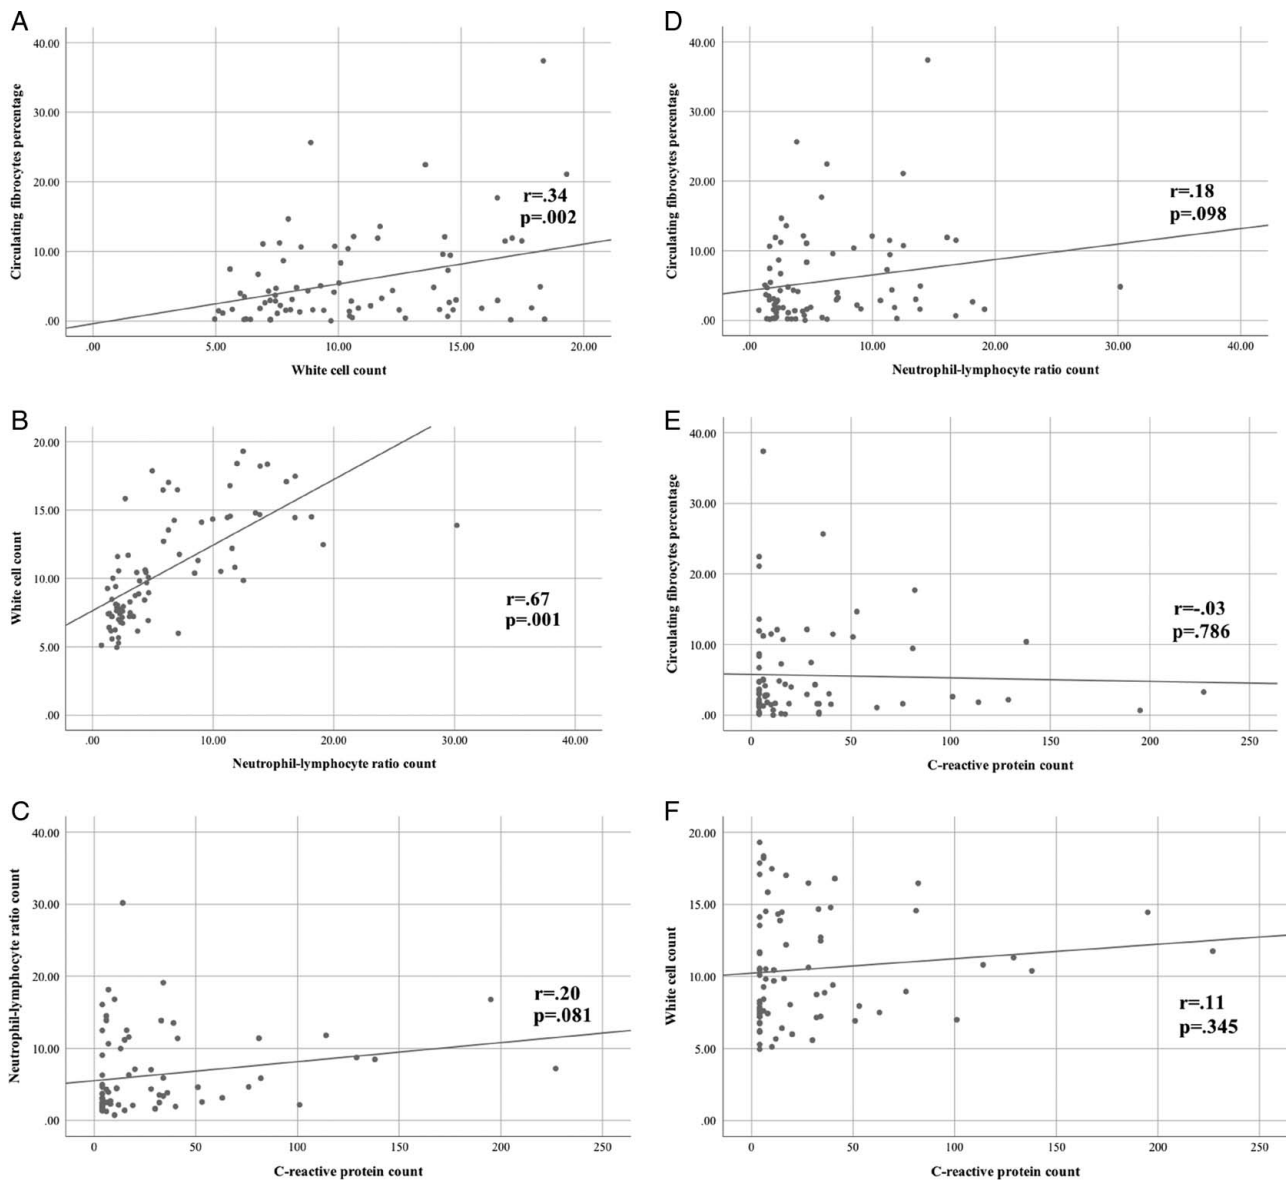 A
Circulating fibrocytes percentage
40.00
30.00
20.00
10.00
.00
r=.34
p=.002
.00 5.00 10.00 15.00 20.00
White cell count
B
White cell count
20.00
15.00
10.00
5.00
.00
r=.67
p=.001
.00 10.00 20.00 30.00 40.00
Neutrophil-lymphocyte ratio count
C
Neutrophil-lymphocyte ratio count
40.00
30.00
20.00
10.00
.00
r=.20
p=.081
0 50 100 150 200 250
C-reactive protein count
D
Circulating fibrocytes percentage
40.00
30.00
20.00
10.00
.00
r=.18
p=.098
.00 10.00 20.00 30.00 40.00
Neutrophil-lymphocyte ratio count
E
Circulating fibrocytes percentage
40.00
30.00
20.00
10.00
.00
r=-.03
p=.786
0 50 100 150 200 250
C-reactive protein count
F
White cell count
20.00
15.00
10.00
5.00
.00
r=.11
p=.345
0 50 100 150 200 250
C-reactive protein count